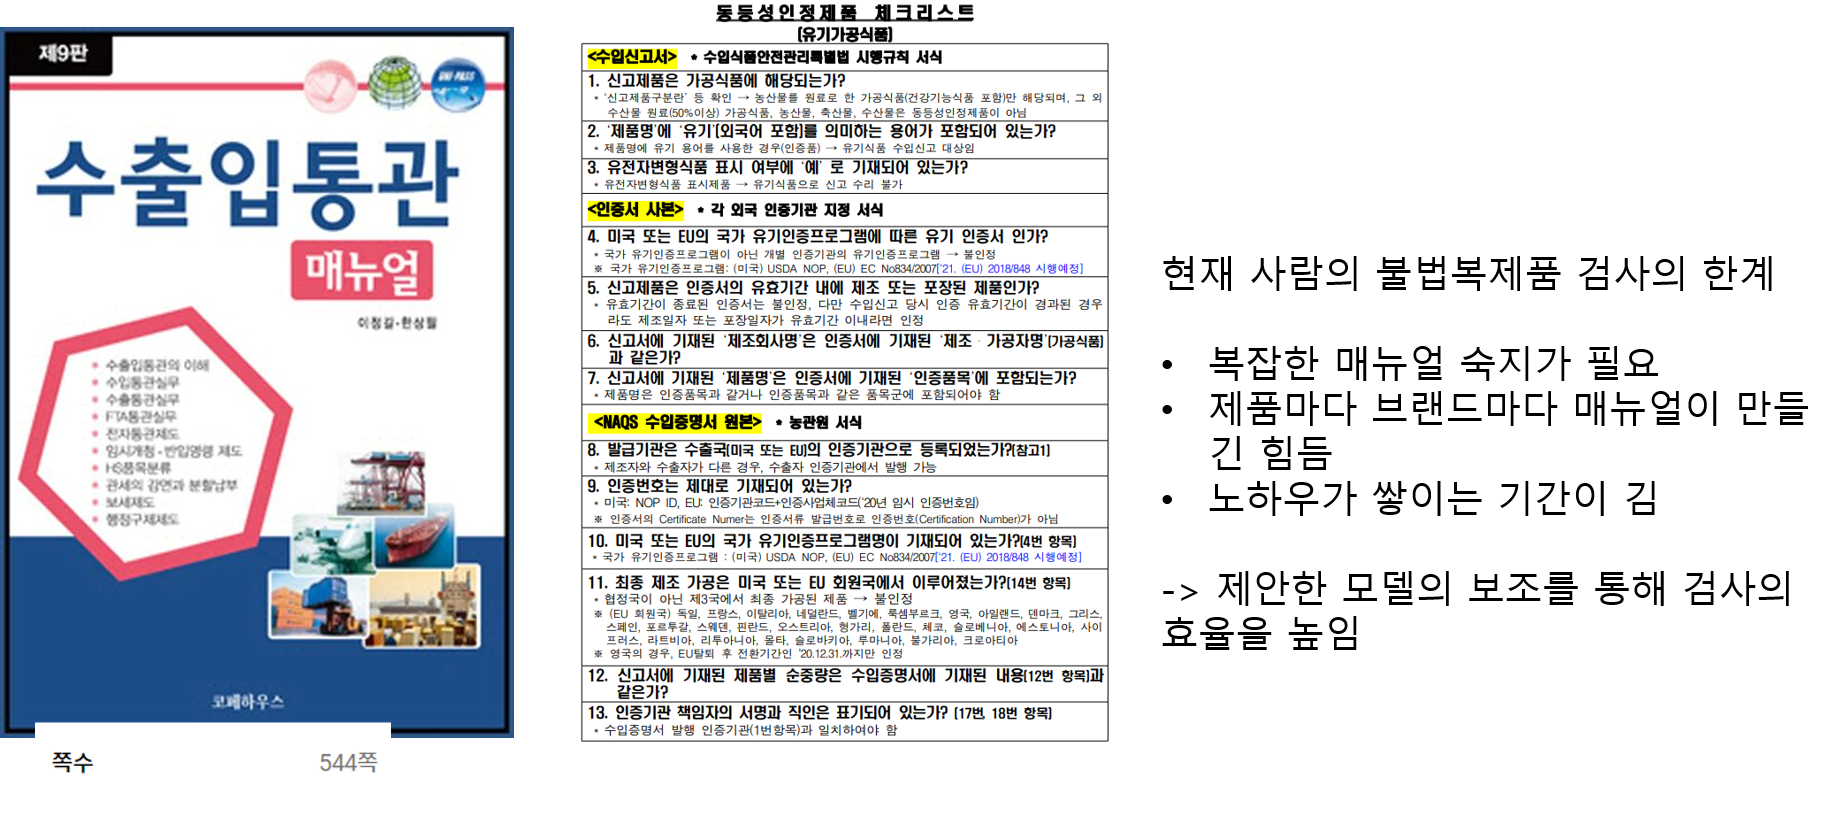 제9판
UNI-PASS
수출입통관
매뉴얼
이정길·한상필
수출입통관의 이해
수입통관실무
수출통관실무
FTA통관실무
전자통관제도
임시개청·반입명령 제도
HS품목분류
관세의 감면과 분할납부
보세제도
행정구제제도
코페하우스
쪽수 544쪽
동등성인정제품 체크리스트
(유기가공식품)
<수입신고서> * 수입식품안전관리특별법 시행규칙 서식
1. 신고제품은 가공식품에 해당되는가?
* '신고제품구분란' 등 확인 → 농산물를 원료로 한 가공식품(건강기능식품 포함)만 해당되며, 그 외
수산물 원료(50%이상) 가공식품, 농산물, 축산물, 수산물은 동등성인정제품이 아님
2. '제품명'에 '유기'(외국어 포함)를 의미하는 용어가 포함되어 있는가?
* 제품명에 유기 용어를 사용한 경우(인증품) → 유기식품 수입신고 대상임
3. 유전자변형식품 표시 여부에 '예' 로 기재되어 있는가?
* 유전자변형식품 표시제품 → 유기식품으로 신고 수리 불가
<인증서 사본> * 각 외국 인증기관 지정 서식
4. 미국 또는 EU의 국가 유기인증프로그램에 따른 유기 인증서 인가?
* 국가 유기인증프로그램이 아닌 개별 인증기관의 유기인증프로그램 → 불인정
※ 국가 유기인증프로그램: (미국) USDA NOP, (EU) EC No834/2007['21. (EU) 2018/848 시행예정]
5. 신고제품은 인증서의 유효기간 내에 제조 또는 포장된 제품인가?
* 유효기간이 종료된 인증서는 불인정, 다만 수입신고 당시 인증 유효기간이 경과된 경우
라도 제조일자 또는 포장일자가 유효기간 이내라면 인정
6. 신고서에 기재된 '제조회사명'은 인증서에 기재된 '제조·가공자명'(가공식품)
과 같은가?
7. 신고서에 기재된 '제품명'은 인증서에 기재된 '인증품목'에 포함되는가?
* 제품명은 인증품목과 같거나 인증품목과 같은 품목군에 포함되어야 함
<NAQS 수입증명서 원본> * 농관원 서식
8. 발급기관은 수출국(미국 또는 EU)의 인증기관으로 등록되었는가?(참고1)
* 제조자와 수출자가 다른 경우, 수출자 인증기관에서 발행 가능
9. 인증번호는 제대로 기재되어 있는가?
* 미국: NOP ID, EU: 인증기관코드+인증사업체코드('20년 임시 인증번호임)
※ 인증서의 Certificate Numer는 인증서류 발급번호로 인증번호(Certification Number)가 아님
10. 미국 또는 EU의 국가 유기인증프로그램명이 기재되어 있는가?(4번 항목)
* 국가 유기인증프로그램 : (미국) USDA NOP, (EU) EC No834/2007['21. (EU) 2018/848 시행예정]
11. 최종 제조 가공은 미국 또는 EU 회원국에서 이루어졌는가?(14번 항목)
* 협정국이 아닌 제3국에서 최종 가공된 제품 → 불인정
※ (EU 회원국) 독일, 프랑스, 이탈리아, 네덜란드, 벨기에, 룩셈부르크, 영국, 아일랜드, 덴마크, 그리스,
스페인, 포르투갈, 스웨덴, 핀란드, 오스트리아, 헝가리, 폴란드, 체코, 슬로베니아, 에스토니아, 사이
프러스, 라트비아, 리투아니아, 몰타, 슬로바키아, 루마니아, 불가리아, 크로아티아
※ 영국의 경우, EU탈퇴 후 전환기간인 '20.12.31.까지만 인정
12. 신고서에 기재된 제품별 순중량은 수입증명서에 기재된 내용(12번 항목)과
같은가?
13. 인증기관 책임자의 서명과 직인은 표기되어 있는가? (17번, 18번 항목)
* 수입증명서 발행 인증기관(1번항목)과 일치하여야 함
현재 사람의 불법복제품 검사의 한계
• 복잡한 매뉴얼 숙지가 필요
• 제품마다 브랜드마다 매뉴얼이 만들
긴 힘듬
• 노하우가 쌓이는 기간이 김
-> 제안한 모델의 보조를 통해 검사의
효율을 높임